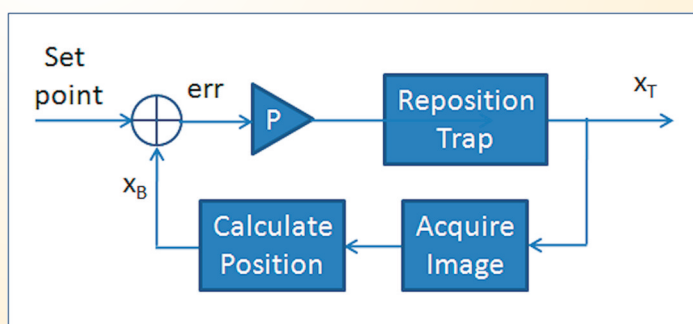 Set
point
err
P
Reposition
Trap
xT
xB
Calculate
Position
Acquire
Image